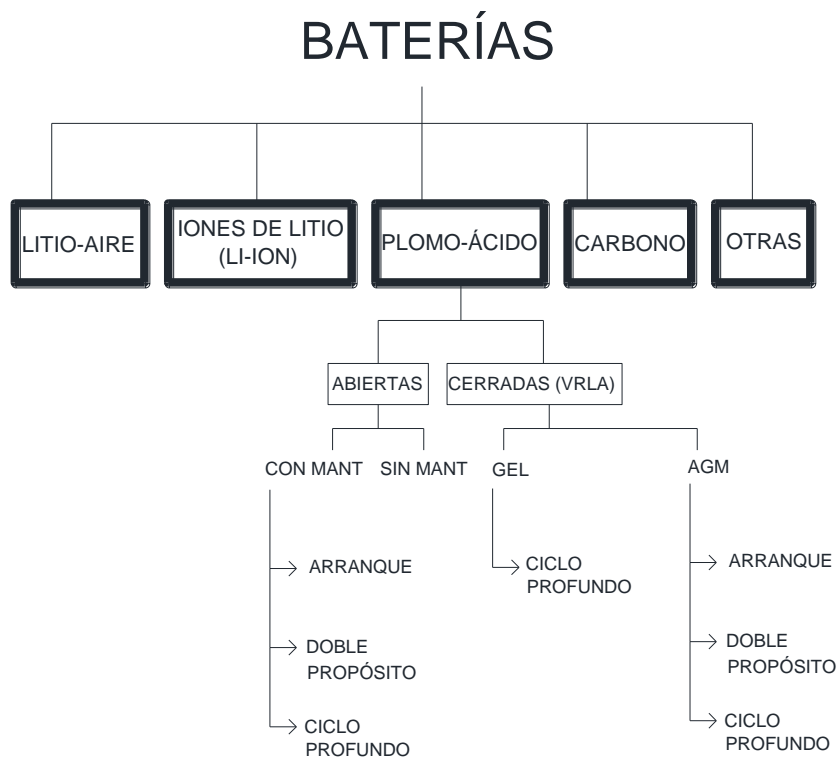 BATERÍAS
LITIO-AIRE
IONES DE LITIO
(LI-ION)
PLOMO-ÁCIDO
CARBONO
OTRAS
ABIERTAS
CERRADAS (VRLA)
CON MANT
SIN MANT
GEL
AGM
ARRANQUE
DOBLE
PROPÓSITO
CICLO
PROFUNDO
CICLO
PROFUNDO
ARRANQUE
DOBLE
PROPÓSITO
CICLO
PROFUNDO